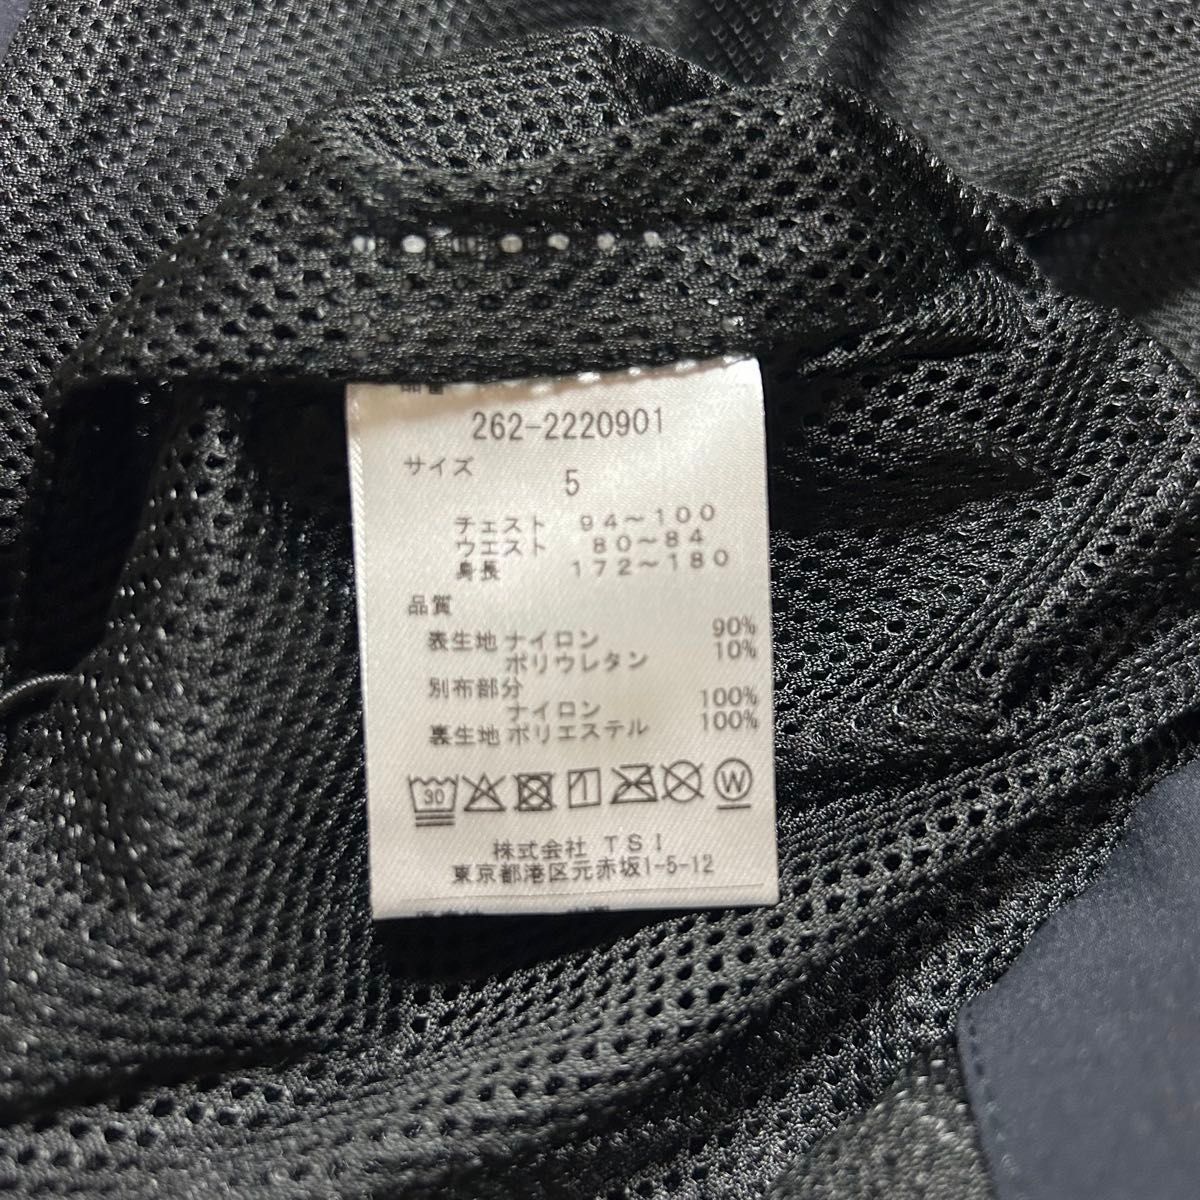 品番
262-2220901
サイズ
5
チェスト 94~100
ウエスト 80~84
身長 172~180
品質
表生地 ナイロン 90%
ポリウレタン 10%
別布部分
ナイロン 100%
裏生地 ポリエステル 100%
30
W
株式会社 TSI
東京都港区元赤坂1-5-12